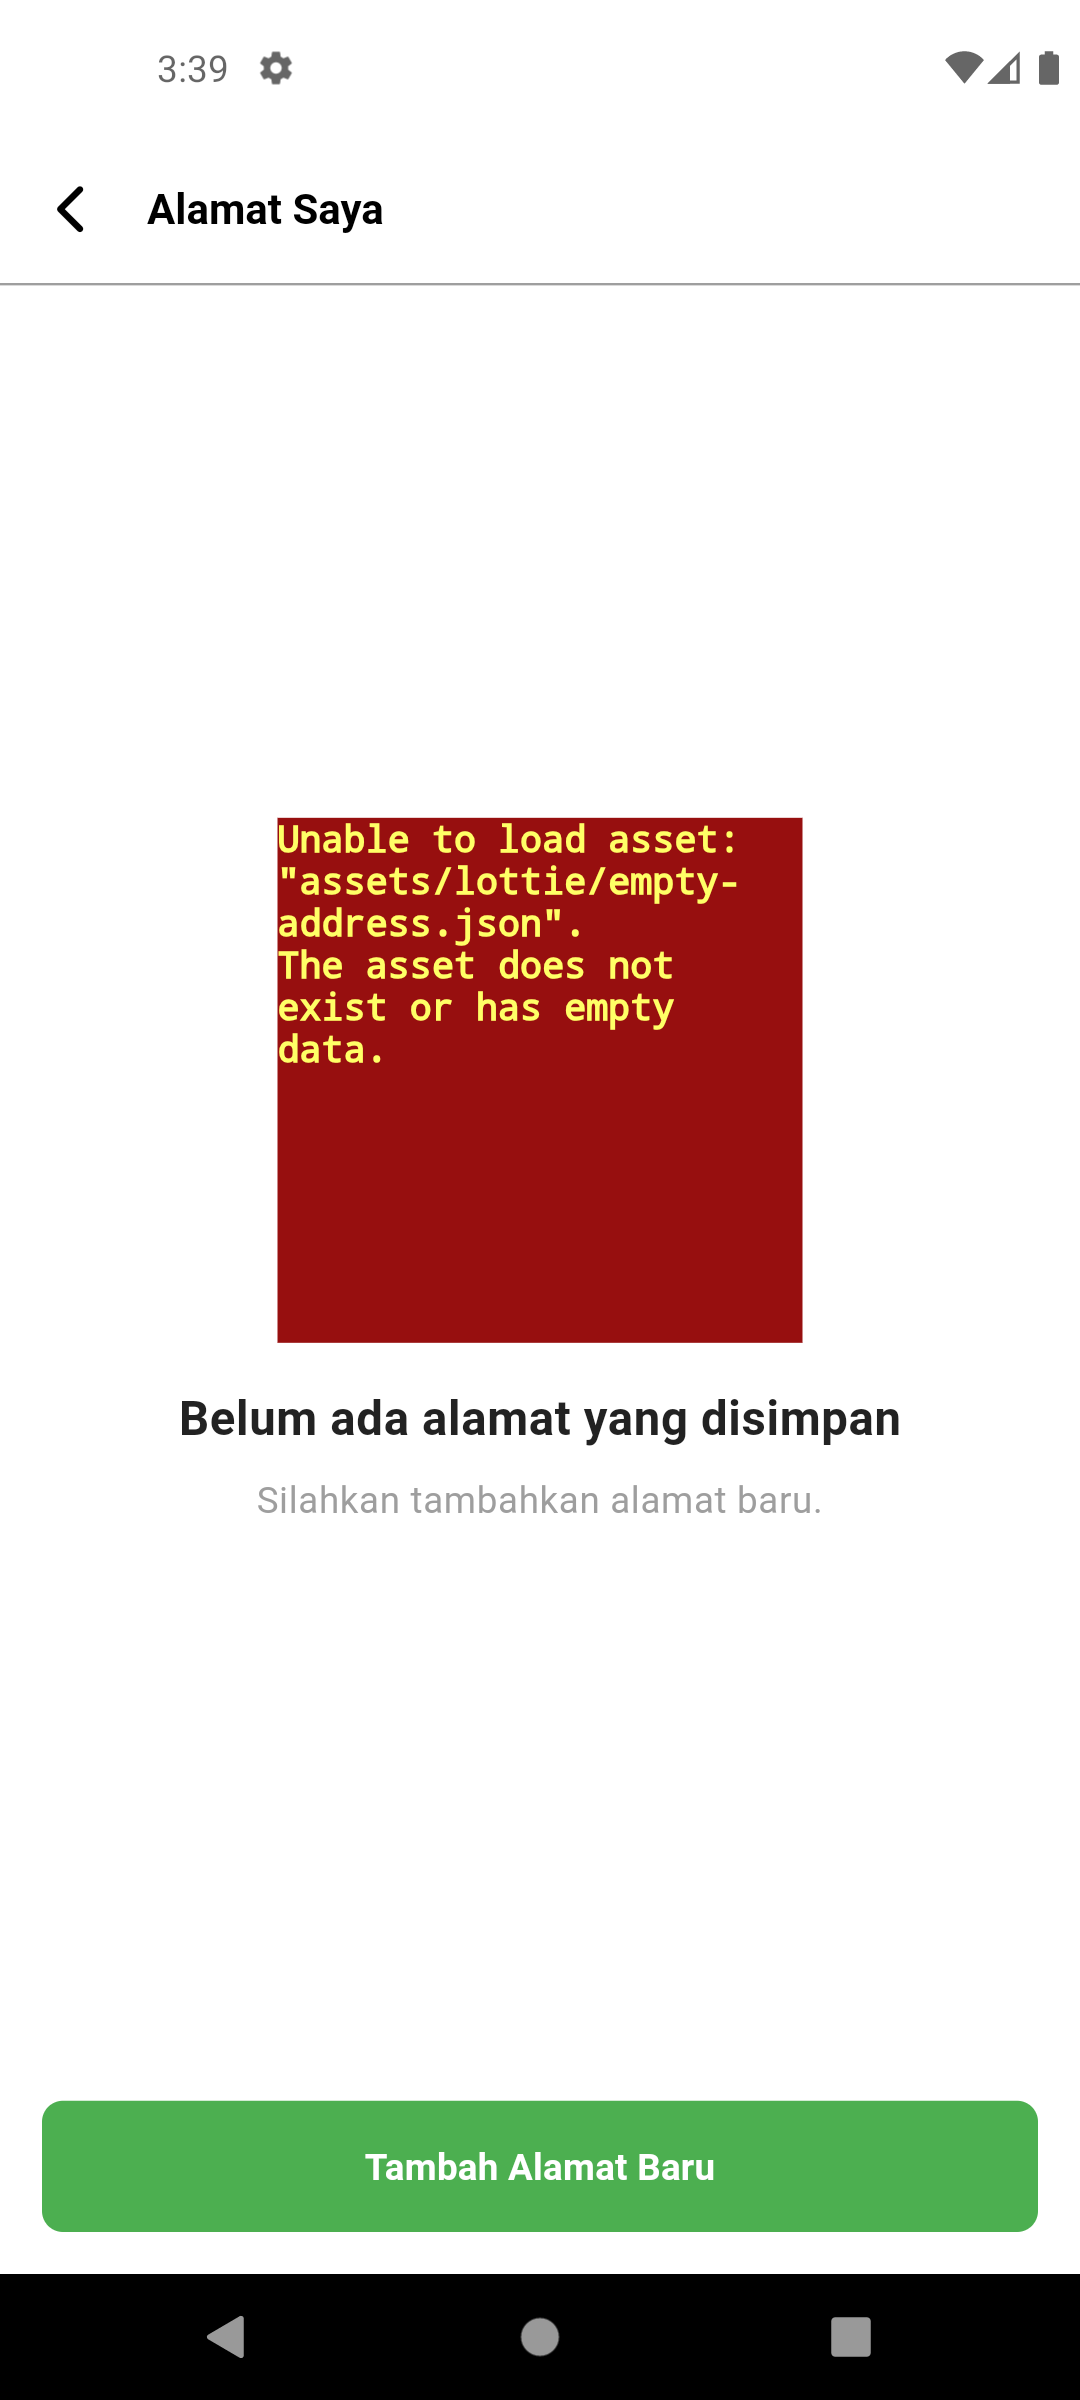 3:39
Alamat Saya
Unable to load asset:
"assets/lottie/empty-
address.json".
The asset does not
exist or has empty
data.
Belum ada alamat yang disimpan
Silahkan tambahkan alamat baru.
Tambah Alamat Baru